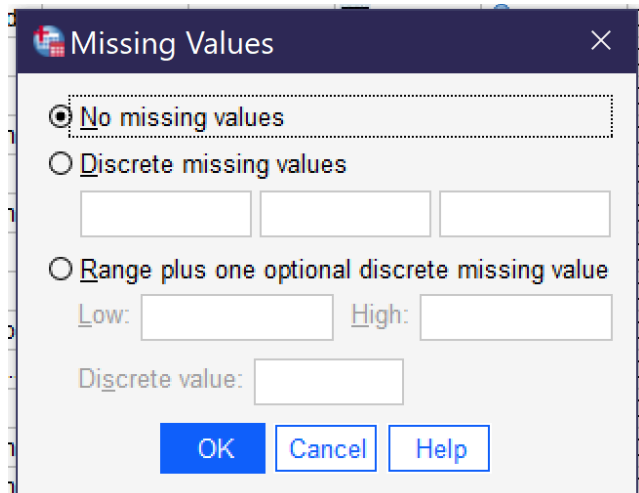 Missing Values
No missing values
Discrete missing values
Range plus one optional discrete missing value
Low: High:
Discrete value:
OK Cancel Help